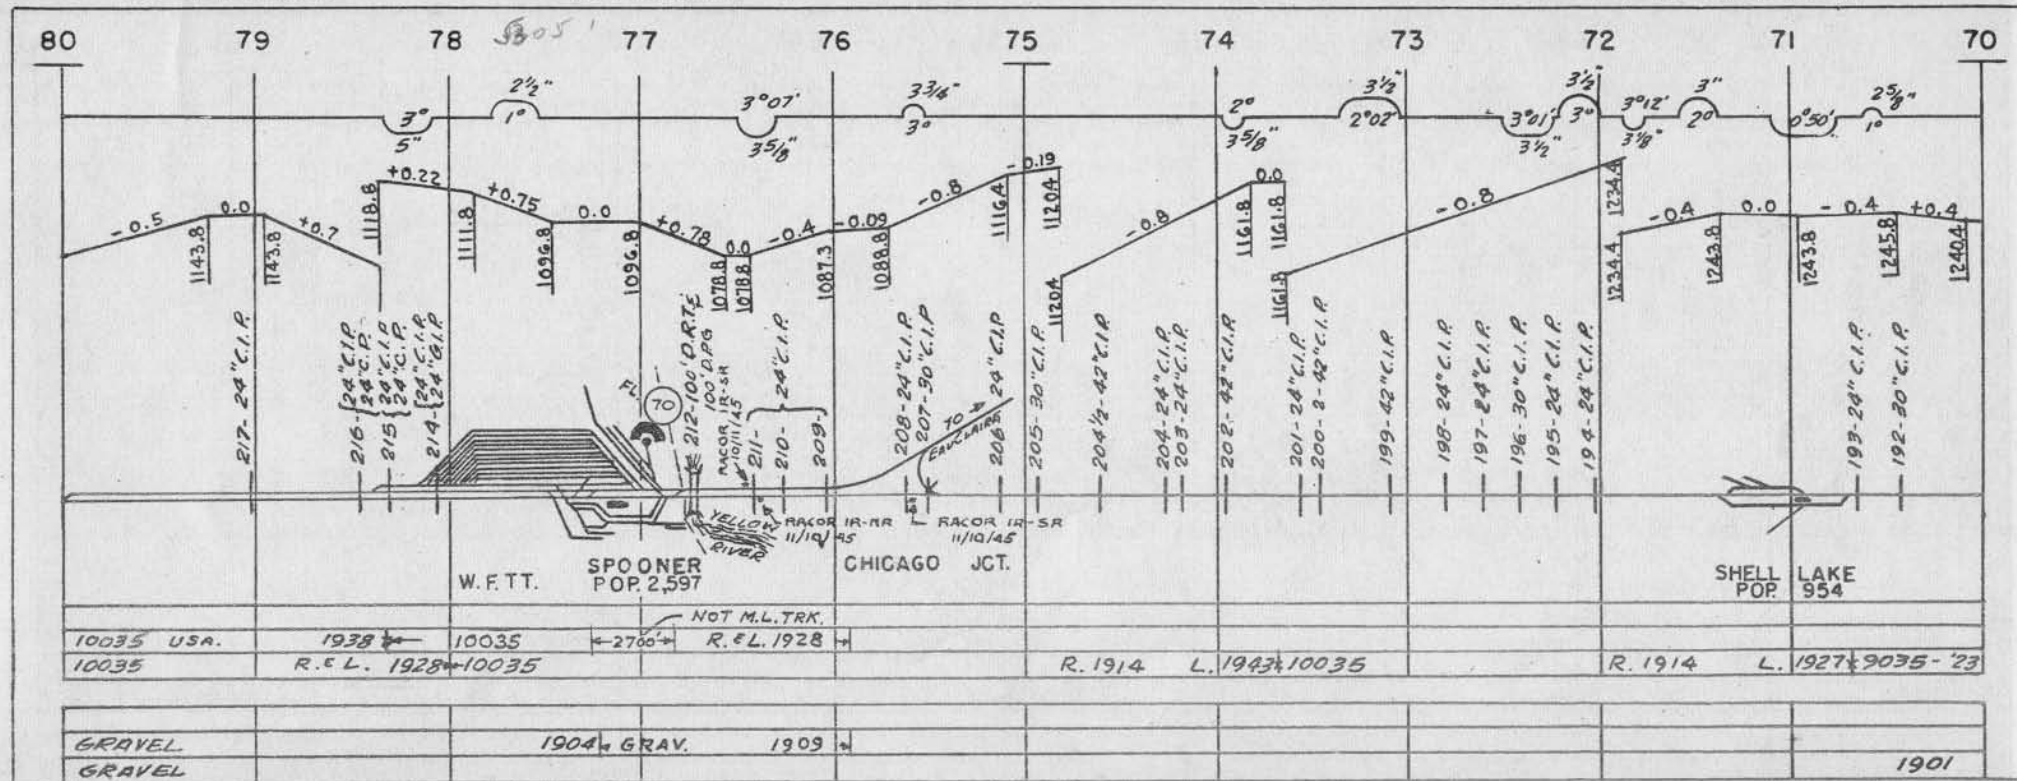 5305'
80 79 78 77 76 75 74 73 72 71 70
2½" 3°07' 3¾" 3½" 3½" 3" 2⅝"
3° 1° 3° 2° 2°02' 3°01' 3° 3°12' 2° 0°50' 1°
5" 3⅝" 3⅝" 3½" 3⅛"
-0.5 0.0 +0.7 +0.22 +0.75 0.0 +0.78 0.0 -0.4 -0.09 -0.8 -0.19 -0.8 0.0 -0.8 -0.4 0.0 -0.4 +0.4
1143.8 1143.8 1118.8 1111.8 1096.8 1096.8 1078.8 1078.8 1087.3 1088.8 1116.4 1120.4 1120.4 1161.8 1161.8 1161.8 1234.4 1234.4 1243.8 1243.8 1245.8 1240.4
217-24"C.I.P.
216-{24"C.I.P.
24"C.P.
215{24"C.I.P.
24"C.P.
214-{24"C.I.P.
24"G.I.P.
70
212-100' D.R.T.E
100' D.P.G
RACOR IR-SR
10/11/45
211-
210-24"C.I.P.
209-
208-24"C.I.P.
207-30"C.I.P.
TO
EAU CLAIRE
206-24"C.I.P.
205-30"C.I.P.
204½-42"C.I.P.
204-24"C.I.P.
203-24"C.I.P.
202-42"C.I.P.
201-24"C.I.P.
200-2-42"C.I.P.
199-42"C.I.P.
198-24"C.I.P.
197-24"C.I.P.
196-30"C.I.P.
195-24"C.I.P.
194-24"C.I.P.
193-24"C.I.P.
192-30"C.I.P.
YELLOW
RIVER
RACOR IR-MR
11/10/45
RACOR IR-SR
11/10/45
W.F.TT.
SPOONER
POP. 2,597
CHICAGO JCT.
SHELL LAKE
POP. 954
NOT M.L.TRK.
10035 USA. 1938 10035 2700' R.&L. 1928
10035 R.&L. 1928 10035 R. 1914 L. 1943 10035 R. 1914 L. 1927 9035-'23
GRAVEL 1904 GRAV. 1909
GRAVEL 1901